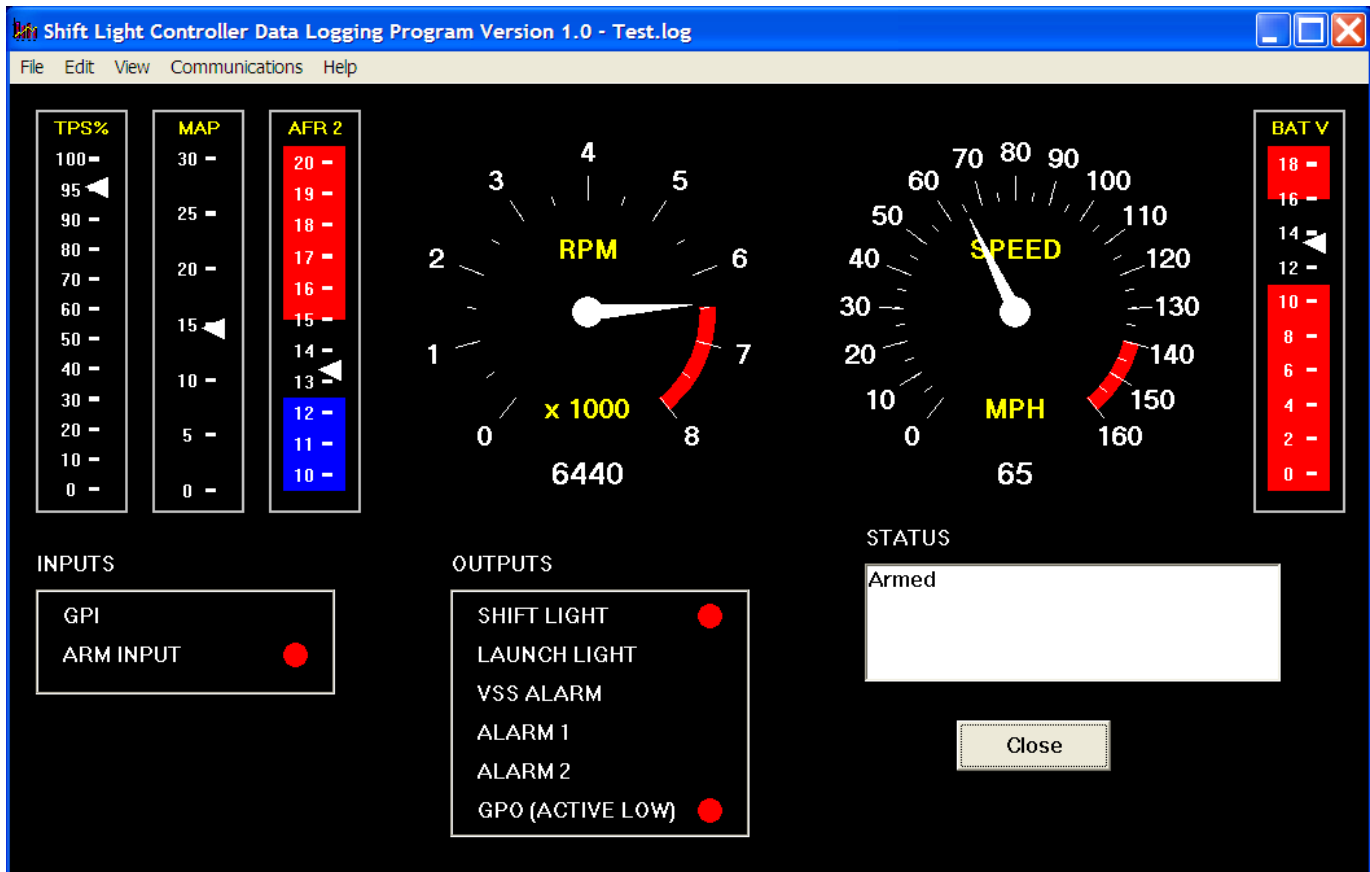 Shift Light Controller Data Logging Program Version 1.0 - Test.log
File Edit View Communications Help
TPS%
100
95
90
80
70
60
50
40
30
20
10
0
MAP
30
25
20
15
10
5
0
AFR 2
20
19
18
17
16
15
14
13
12
11
10
RPM
0
1
2
3
4
5
6
7
8
x 1000
6440
SPEED
0
10
20
30
40
50
60
70
80
90
100
110
120
130
140
150
160
MPH
65
BAT V
18
16
14
12
10
8
6
4
2
0
INPUTS
GPI
ARM INPUT
OUTPUTS
SHIFT LIGHT
LAUNCH LIGHT
VSS ALARM
ALARM 1
ALARM 2
GPO (ACTIVE LOW)
STATUS
Armed
Close